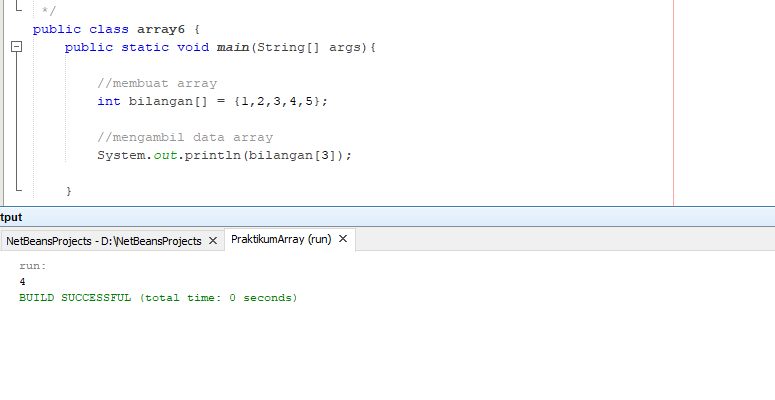 */
public class array6 {
public static void main(String[] args){
//membuat array
int bilangan[] = {1,2,3,4,5};
//mengambil data array
System.out.println(bilangan[3]);
}
tput
NetBeansProjects - D:\NetBeansProjects × PraktikumArray (run) ×
run:
4
BUILD SUCCESSFUL (total time: 0 seconds)